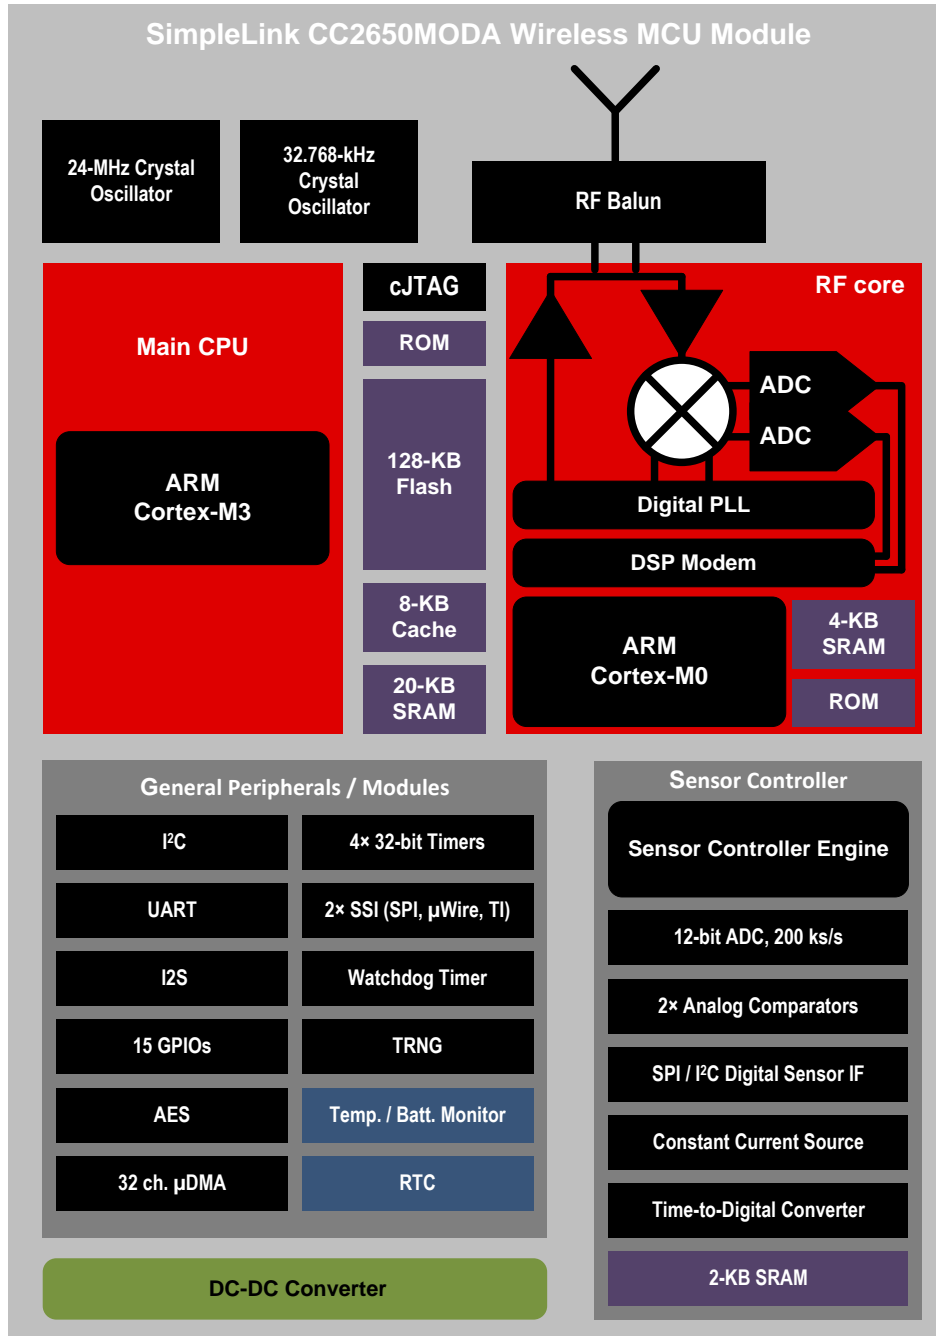 SimpleLink CC2650MODA Wireless MCU Module
24-MHz Crystal
Oscillator
32.768-kHz
Crystal
Oscillator
RF Balun
Main CPU
ARM
Cortex-M3
cJTAG
ROM
128-KB
Flash
8-KB
Cache
20-KB
SRAM
RF core
ADC
ADC
Digital PLL
DSP Modem
ARM
Cortex-M0
4-KB
SRAM
ROM
General Peripherals / Modules
I²C
4× 32-bit Timers
UART
2× SSI (SPI, µWire, TI)
I2S
Watchdog Timer
15 GPIOs
TRNG
AES
Temp. / Batt. Monitor
32 ch. µDMA
RTC
DC-DC Converter
Sensor Controller
Sensor Controller Engine
12-bit ADC, 200 ks/s
2× Analog Comparators
SPI / I²C Digital Sensor IF
Constant Current Source
Time-to-Digital Converter
2-KB SRAM